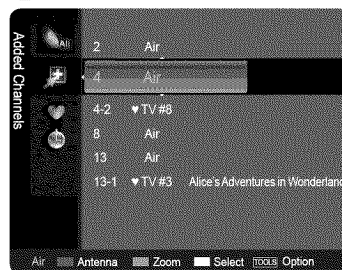 Added Channels
All
2 Air
4 Air
4-2 ♥ TV #8
8 Air
13 Air
13-1 ♥ TV #3 Alice's Adventures in Wonderland
Air Antenna Zoom Select TOOLS Option